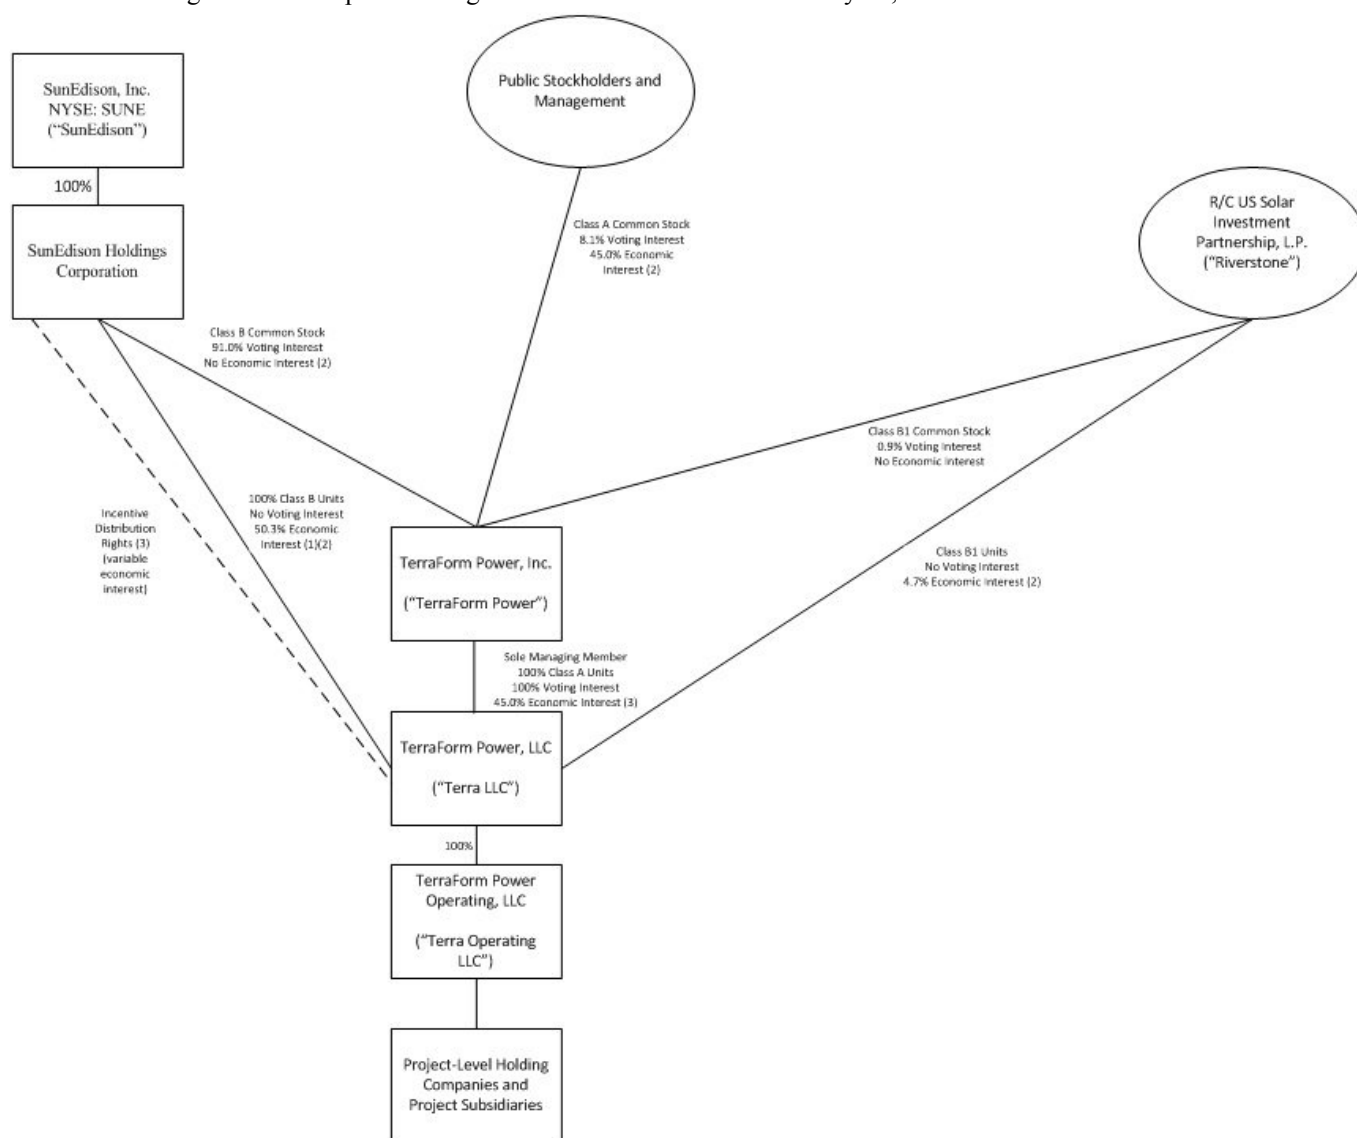 SunEdison, Inc.
NYSE: SUNE
(“SunEdison”)
100%
SunEdison Holdings
Corporation
Public Stockholders and
Management
R/C US Solar
Investment
Partnership, L.P.
(“Riverstone”)
Class A Common Stock
8.1% Voting Interest
45.0% Economic
Interest (2)
Class B Common Stock
91.0% Voting Interest
No Economic Interest (2)
Class B1 Common Stock
0.9% Voting Interest
No Economic Interest
Incentive
Distribution
Rights (3)
(variable
economic
interest)
100% Class B Units
No Voting Interest
50.3% Economic
Interest (1)(2)
Class B1 Units
No Voting Interest
4.7% Economic Interest (2)
TerraForm Power, Inc.
(“TerraForm Power”)
Sole Managing Member
100% Class A Units
100% Voting Interest
45.0% Economic Interest (3)
TerraForm Power, LLC
(“Terra LLC”)
100%
TerraForm Power
Operating, LLC
(“Terra Operating
LLC”)
Project-Level Holding
Companies and
Project Subsidiaries